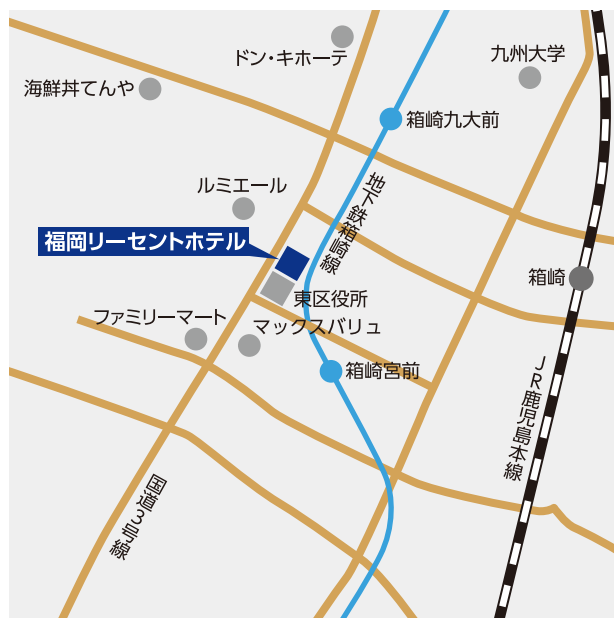 ドン・キホーテ
九州大学
海鮮丼てんや
箱崎九大前
ルミエール
地下鉄箱崎線
福岡リーセントホテル
箱崎
東区役所
ファミリーマート
マックスバリュ
箱崎宮前
JR鹿児島本線
国道3号線